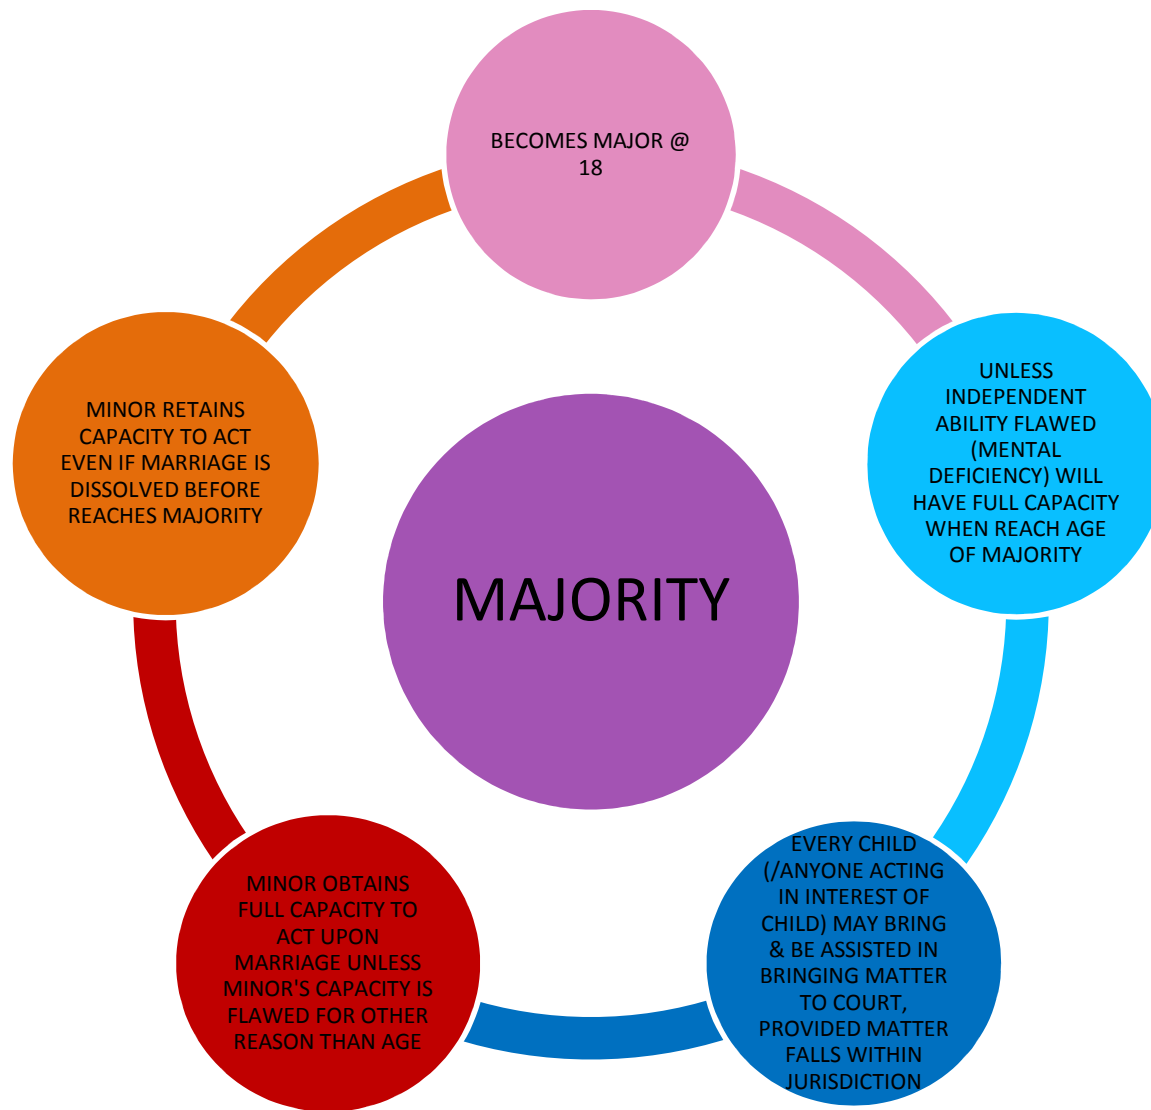 BECOMES MAJOR @
18
UNLESS
INDEPENDENT
ABILITY FLAWED
(MENTAL
DEFICIENCY) WILL
HAVE FULL CAPACITY
WHEN REACH AGE
OF MAJORITY
EVERY CHILD
(/ANYONE ACTING
IN INTEREST OF
CHILD) MAY BRING
& BE ASSISTED IN
BRINGING MATTER
TO COURT,
PROVIDED MATTER
FALLS WITHIN
JURISDICTION
MINOR OBTAINS
FULL CAPACITY TO
ACT UPON
MARRIAGE UNLESS
MINOR'S CAPACITY IS
FLAWED FOR OTHER
REASON THAN AGE
MINOR RETAINS
CAPACITY TO ACT
EVEN IF MARRIAGE IS
DISSOLVED BEFORE
REACHES MAJORITY
MAJORITY